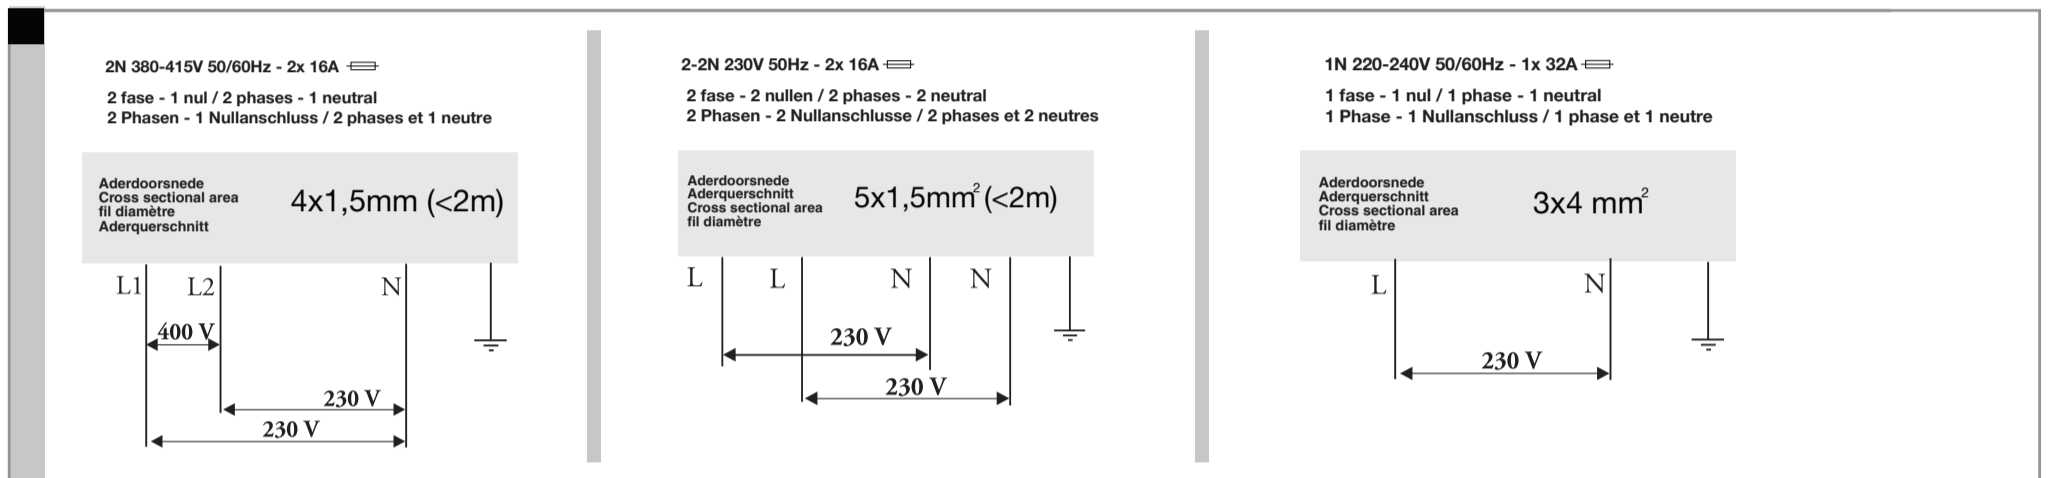 2N 380-415V 50/60Hz - 2x 16A
2 fase - 1 nul / 2 phases - 1 neutral
2 Phasen - 1 Nullanschluss / 2 phases et 1 neutre
Aderdoorsnede
Cross sectional area
fil diamètre
Aderquerschnitt
4x1,5mm (<2m)
L1
L2
N
400 V
230 V
230 V
2-2N 230V 50Hz - 2x 16A
2 fase - 2 nullen / 2 phases - 2 neutral
2 Phasen - 2 Nullanschlusse / 2 phases et 2 neutres
Aderdoorsnede
Aderquerschnitt
Cross sectional area
fil diamètre
5x1,5mm² (<2m)
L
L
N
N
230 V
230 V
1N 220-240V 50/60Hz - 1x 32A
1 fase - 1 nul / 1 phase - 1 neutral
1 Phase - 1 Nullanschluss / 1 phase et 1 neutre
Aderdoorsnede
Aderquerschnitt
Cross sectional area
fil diamètre
3x4 mm²
L
N
230 V